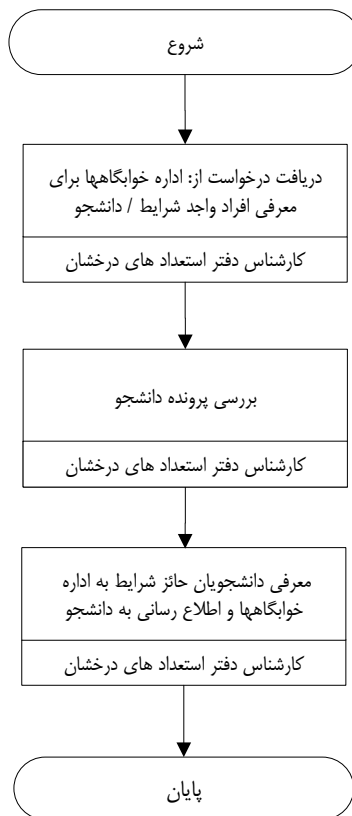 شروع
دریافت درخواست از: اداره خوابگاهها برای
معرفی افراد واجد شرایط / دانشجو
کارشناس دفتر استعداد های درخشان
بررسی پرونده دانشجو
کارشناس دفتر استعداد های درخشان
معرفی دانشجویان حائز شرایط به اداره
خوابگاهها و اطلاع رسانی به دانشجو
کارشناس دفتر استعداد های درخشان
پایان